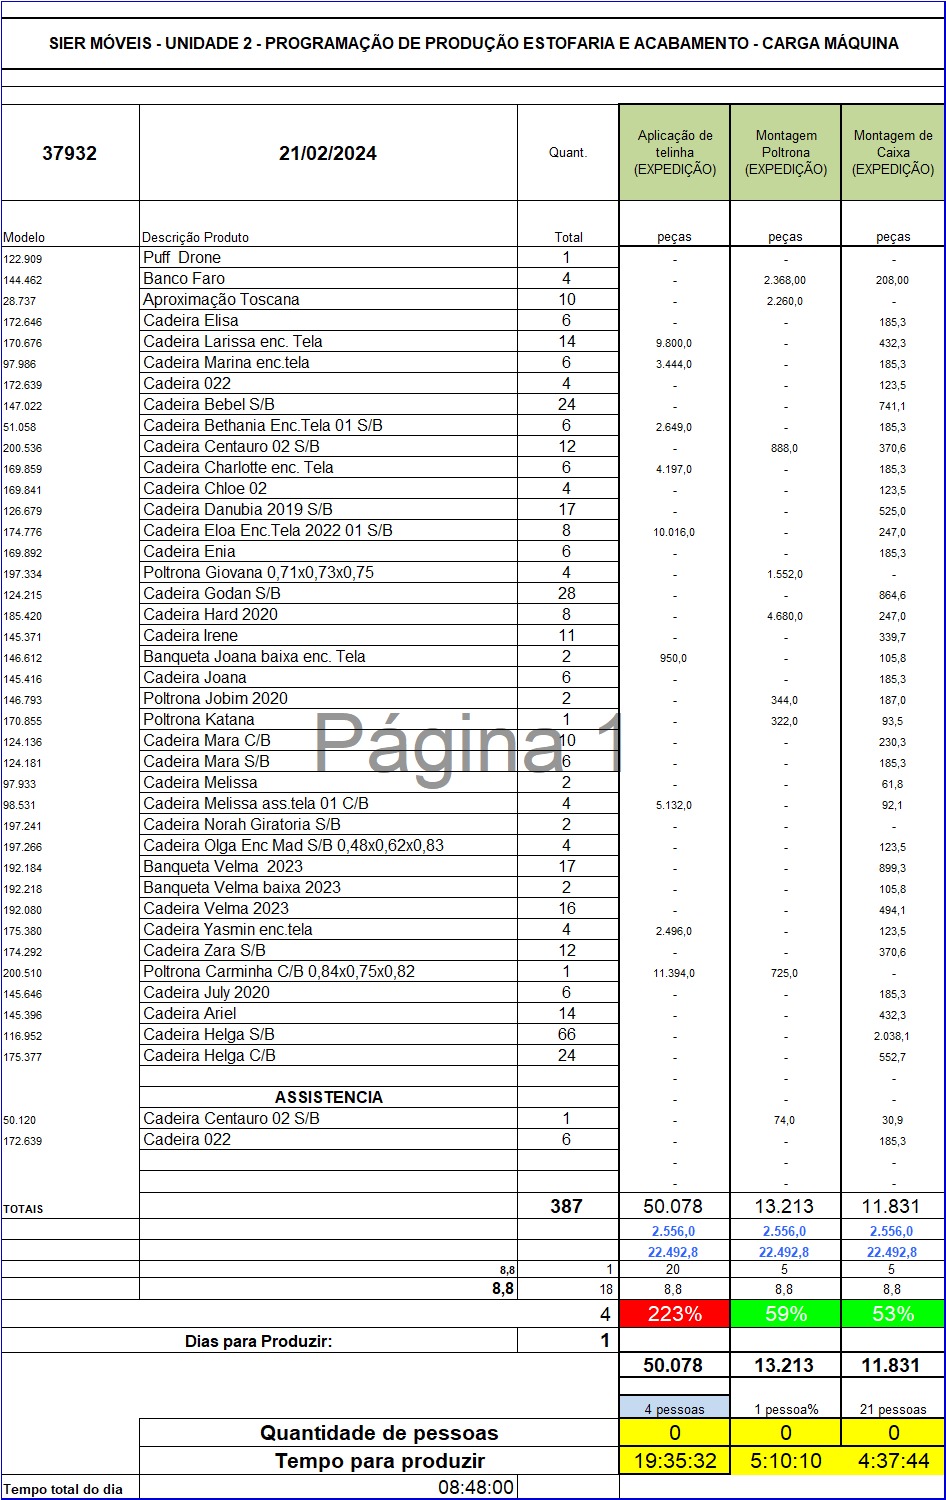 SIER MÓVEIS - UNIDADE 2 - PROGRAMAÇÃO DE PRODUÇÃO ESTOFARIA E ACABAMENTO - CARGA MÁQUINA
37932 21/02/2024 Quant. Aplicação de telinha (EXPEDIÇÃO) Montagem Poltrona (EXPEDIÇÃO) Montagem de Caixa (EXPEDIÇÃO)
Modelo Descrição Produto Total peças peças peças
122.909 Puff Drone 1 - - -
144.462 Banco Faro 4 - 2.368,00 208,00
28.737 Aproximação Toscana 10 - 2.260,0 -
172.646 Cadeira Elisa 6 - - 185,3
170.676 Cadeira Larissa enc. Tela 14 9.800,0 - 432,3
97.986 Cadeira Marina enc.tela 6 3.444,0 - 185,3
172.639 Cadeira 022 4 - - 123,5
147.022 Cadeira Bebel S/B 24 - - 741,1
51.058 Cadeira Bethania Enc.Tela 01 S/B 6 2.649,0 - 185,3
200.536 Cadeira Centauro 02 S/B 12 - 888,0 370,6
169.859 Cadeira Charlotte enc. Tela 6 4.197,0 - 185,3
169.841 Cadeira Chloe 02 4 - - 123,5
126.679 Cadeira Danubia 2019 S/B 17 - - 525,0
174.776 Cadeira Eloa Enc.Tela 2022 01 S/B 8 10.016,0 - 247,0
169.892 Cadeira Enia 6 - - 185,3
197.334 Poltrona Giovana 0,71x0,73x0,75 4 - 1.552,0 -
124.215 Cadeira Godan S/B 28 - - 864,6
185.420 Cadeira Hard 2020 8 - 4.680,0 247,0
145.371 Cadeira Irene 11 - - 339,7
146.612 Banqueta Joana baixa enc. Tela 2 950,0 - 105,8
145.416 Cadeira Joana 6 - - 185,3
146.793 Poltrona Jobim 2020 2 - 344,0 187,0
170.855 Poltrona Katana 1 - 322,0 93,5
124.136 Cadeira Mara C/B 10 - - 230,3
Página 1
124.181 Cadeira Mara S/B 6 - - 185,3
97.933 Cadeira Melissa 2 - - 61,8
98.531 Cadeira Melissa ass.tela 01 C/B 4 5.132,0 - 92,1
197.241 Cadeira Norah Giratoria S/B 2 - - -
197.266 Cadeira Olga Enc Mad S/B 0,48x0,62x0,83 4 - - 123,5
192.184 Banqueta Velma 2023 17 - - 899,3
192.218 Banqueta Velma baixa 2023 2 - - 105,8
192.080 Cadeira Velma 2023 16 - - 494,1
175.380 Cadeira Yasmin enc.tela 4 2.496,0 - 123,5
174.292 Cadeira Zara S/B 12 - - 370,6
200.510 Poltrona Carminha C/B 0,84x0,75x0,82 1 11.394,0 725,0 -
145.646 Cadeira July 2020 6 - - 185,3
145.396 Cadeira Ariel 14 - - 432,3
116.952 Cadeira Helga S/B 66 - - 2.038,1
175.377 Cadeira Helga C/B 24 - - 552,7
- - -
ASSISTENCIA - - -
50.120 Cadeira Centauro 02 S/B 1 - 74,0 30,9
172.639 Cadeira 022 6 - - 185,3
- - -
- - -
TOTAIS 387 50.078 13.213 11.831
2.556,0 2.556,0 2.556,0
22.492,8 22.492,8 22.492,8
8,8 1 20 5 5
8,8 18 8,8 8,8 8,8
4 223% 59% 53%
Dias para Produzir: 1
50.078 13.213 11.831
4 pessoas 1 pessoa% 21 pessoas
Quantidade de pessoas 0 0 0
Tempo para produzir 19:35:32 5:10:10 4:37:44
Tempo total do dia 08:48:00